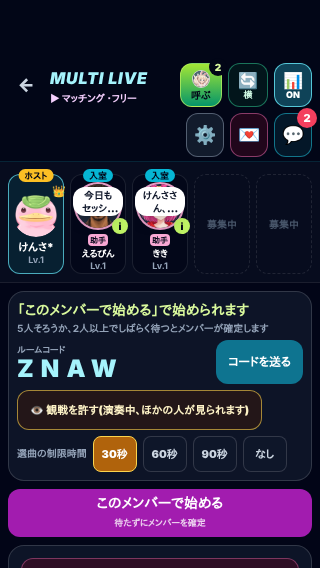 MULTI LIVE
▶ マッチング・フリー
呼ぶ
2
横
ON
2
ホスト
入室
入室
今日も
セッシ…
けんささ
ん、…
助手
助手
募集中
募集中
けんさ*
えるぴん
きき
Lv.1
Lv.1
Lv.1
「このメンバーで始める」で始められます
5人そろうか、2人以上でしばらく待つとメンバーが確定します
ルームコード
ZNAW
コードを送る
観戦を許す(演奏中、ほかの人が見られます)
選曲の制限時間
30秒
60秒
90秒
なし
このメンバーで始める
待たずにメンバーを確定